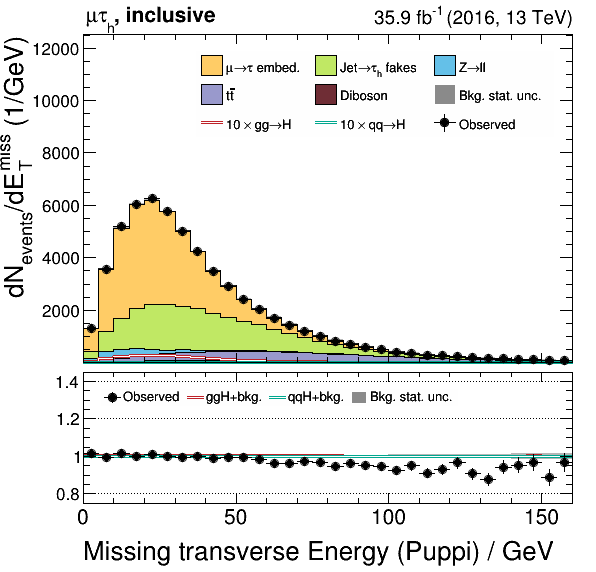 μτh, inclusive 35.9 fb-1 (2016, 13 TeV)
dNevents/dETmiss (1/GeV)
12000
10000
8000
6000
4000
2000
μ→τ embed. Jet→τh fakes Z→ll
tt̄ Diboson Bkg. stat. unc.
10 × gg→H 10 × qq→H Observed
1.4
1.2
1
0.8
Observed ggH+bkg. qqH+bkg. Bkg. stat. unc.
0 50 100 150
Missing transverse Energy (Puppi) / GeV